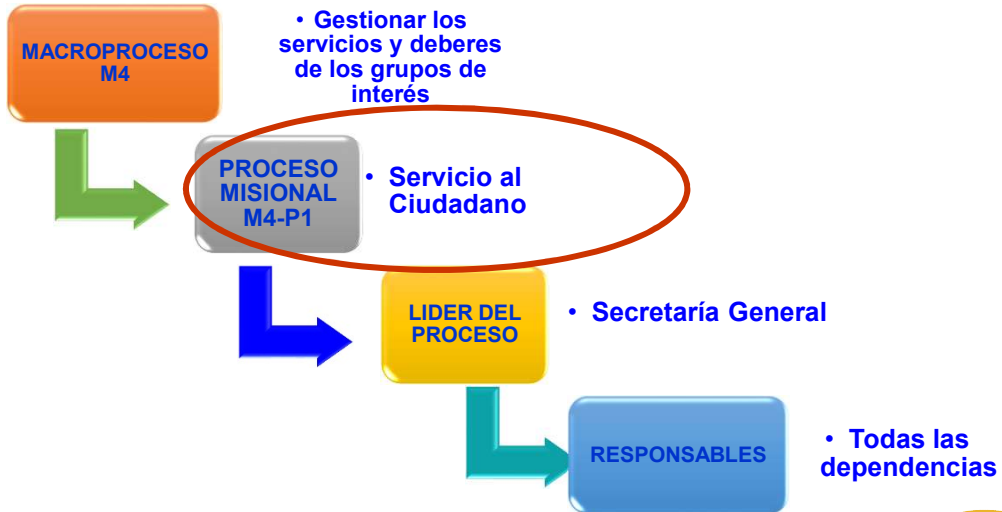 MACROPROCESO
M4
• Gestionar los
servicios y deberes
de los grupos de
interés
PROCESO
MISIONAL
M4-P1
• Servicio al
Ciudadano
LIDER DEL
PROCESO
• Secretaría General
RESPONSABLES
• Todas las
dependencias